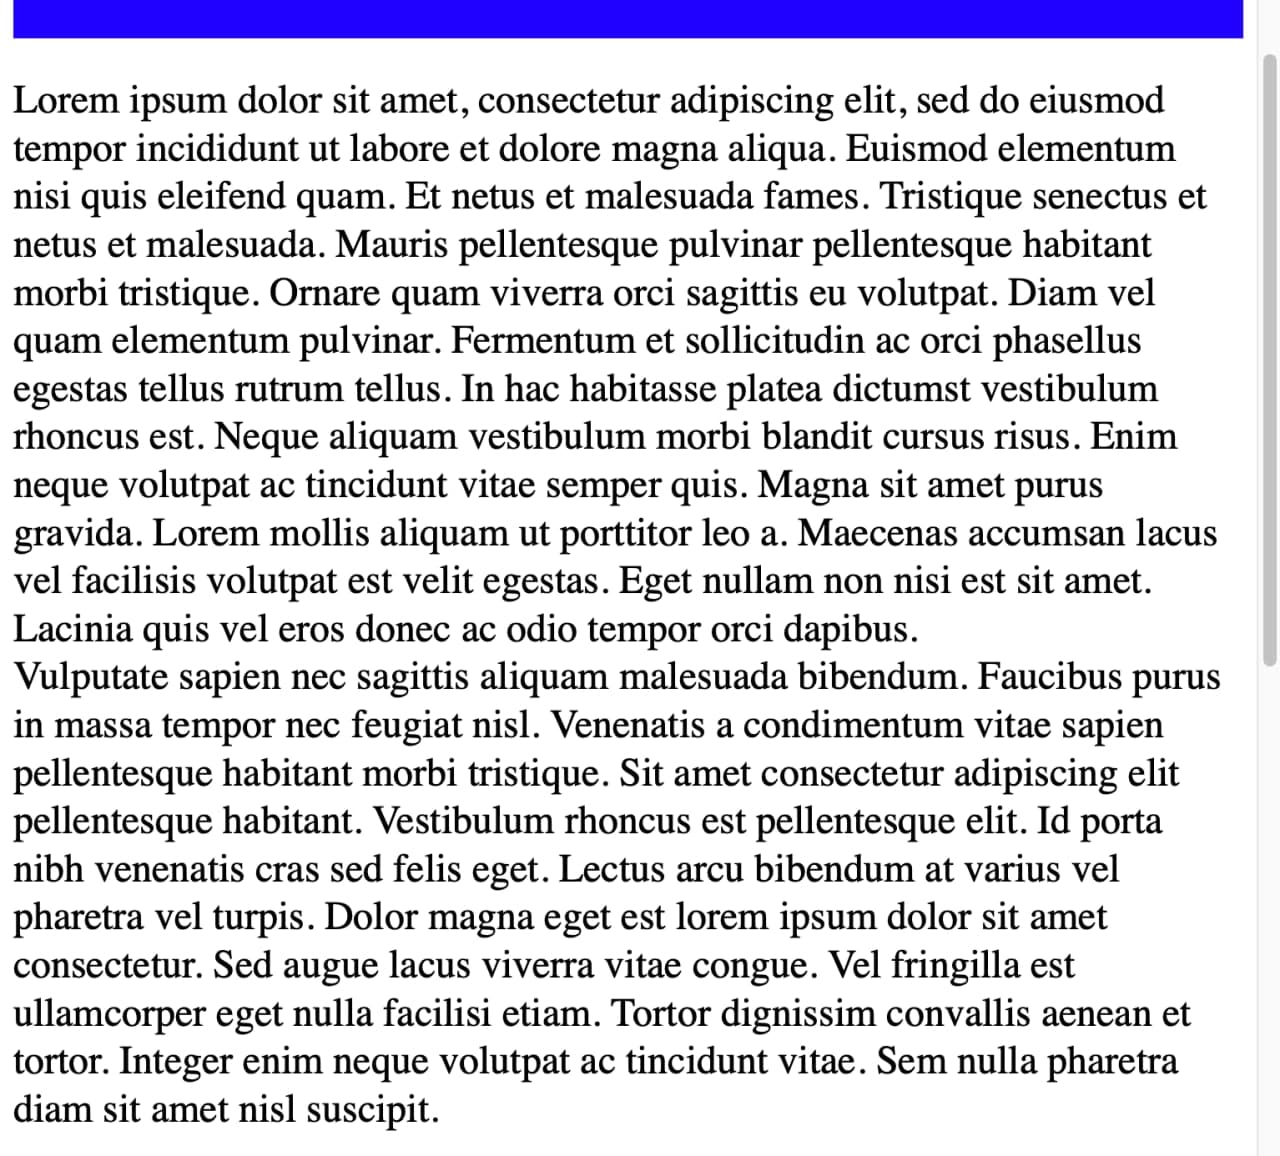 Lorem ipsum dolor sit amet, consectetur adipiscing elit, sed do eiusmod
tempor incididunt ut labore et dolore magna aliqua. Euismod elementum
nisi quis eleifend quam. Et netus et malesuada fames. Tristique senectus et
netus et malesuada. Mauris pellentesque pulvinar pellentesque habitant
morbi tristique. Ornare quam viverra orci sagittis eu volutpat. Diam vel
quam elementum pulvinar. Fermentum et sollicitudin ac orci phasellus
egestas tellus rutrum tellus. In hac habitasse platea dictumst vestibulum
rhoncus est. Neque aliquam vestibulum morbi blandit cursus risus. Enim
neque volutpat ac tincidunt vitae semper quis. Magna sit amet purus
gravida. Lorem mollis aliquam ut porttitor leo a. Maecenas accumsan lacus
vel facilisis volutpat est velit egestas. Eget nullam non nisi est sit amet.
Lacinia quis vel eros donec ac odio tempor orci dapibus.
Vulputate sapien nec sagittis aliquam malesuada bibendum. Faucibus purus
in massa tempor nec feugiat nisl. Venenatis a condimentum vitae sapien
pellentesque habitant morbi tristique. Sit amet consectetur adipiscing elit
pellentesque habitant. Vestibulum rhoncus est pellentesque elit. Id porta
nibh venenatis cras sed felis eget. Lectus arcu bibendum at varius vel
pharetra vel turpis. Dolor magna eget est lorem ipsum dolor sit amet
consectetur. Sed augue lacus viverra vitae congue. Vel fringilla est
ullamcorper eget nulla facilisi etiam. Tortor dignissim convallis aenean et
tortor. Integer enim neque volutpat ac tincidunt vitae. Sem nulla pharetra
diam sit amet nisl suscipit.